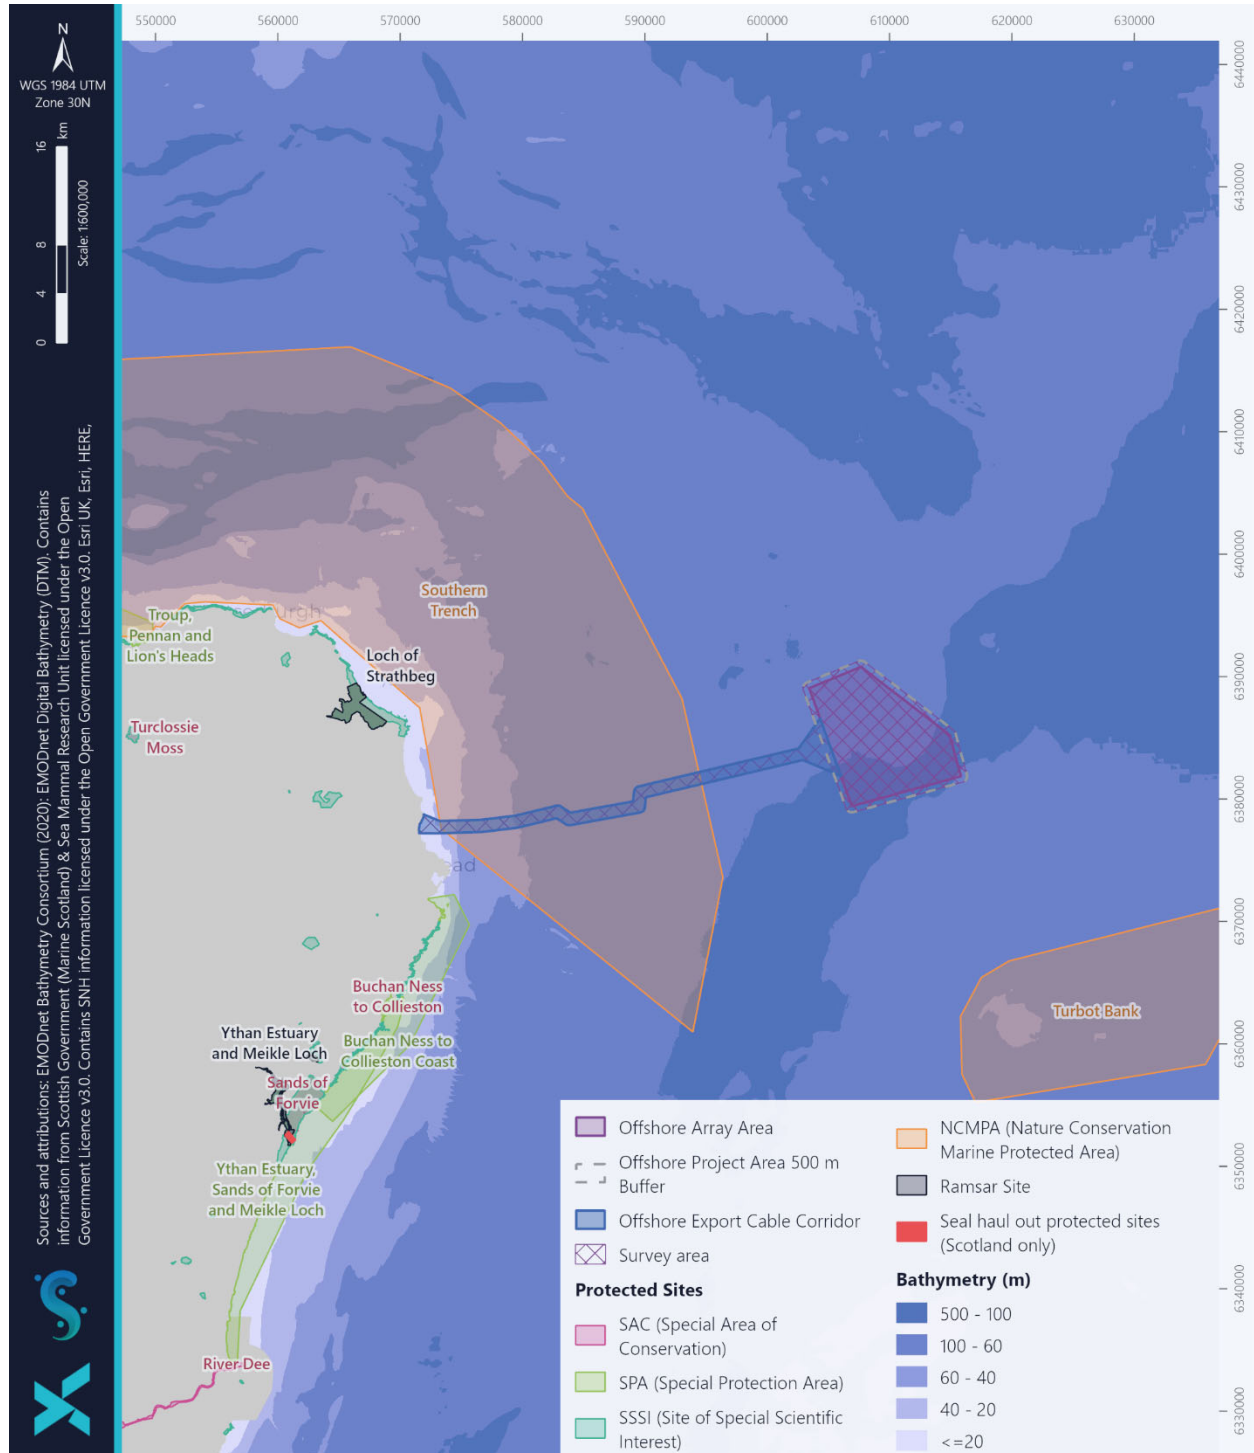 550000 560000 570000 580000 590000 600000 610000 620000 630000
N
WGS 1984 UTM
Zone 30N
km
16
8
4
0
Scale: 1:600,000
Sources and attributions: EMODnet Bathymetry Consortium (2020): EMODnet Digital Bathymetry (DTM). Contains
information from Scottish Government (Marine Scotland) & Sea Mammal Research Unit licensed under the Open
Government Licence v3.0. Contains SNH information licensed under the Open Government Licence v3.0. Esri UK, Esri, HERE,
6440000
6430000
6420000
6410000
6400000
6390000
6380000
6370000
6360000
6350000
6340000
6330000
Southern
Trench
Troup,
Pennan and
Lion's Heads
Loch of
Strathbeg
Turclossie
Moss
Buchan Ness
to Collieston
Buchan Ness to
Collieston Coast
Ythan Estuary
and Meikle Loch
Sands of
Forvie
Ythan Estuary,
Sands of Forvie
and Meikle Loch
River Dee
Turbot Bank
Offshore Array Area
Offshore Project Area 500 m
Buffer
Offshore Export Cable Corridor
Survey area
Protected Sites
SAC (Special Area of
Conservation)
SPA (Special Protection Area)
SSSI (Site of Special Scientific
Interest)
NCMPA (Nature Conservation
Marine Protected Area)
Ramsar Site
Seal haul out protected sites
(Scotland only)
Bathymetry (m)
500 - 100
100 - 60
60 - 40
40 - 20
<=20